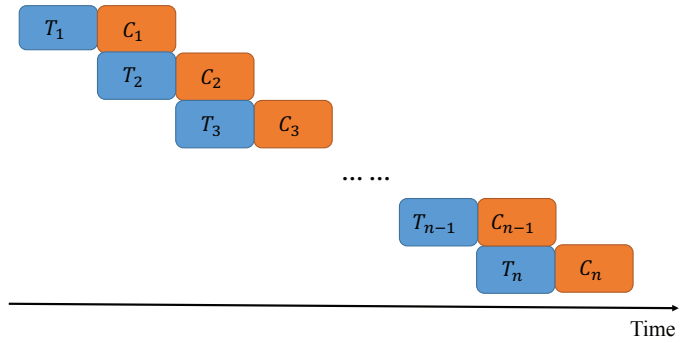 T₁ C₁
T₂ C₂
T₃ C₃
... ...
Tₙ₋₁ Cₙ₋₁
Tₙ Cₙ
Time